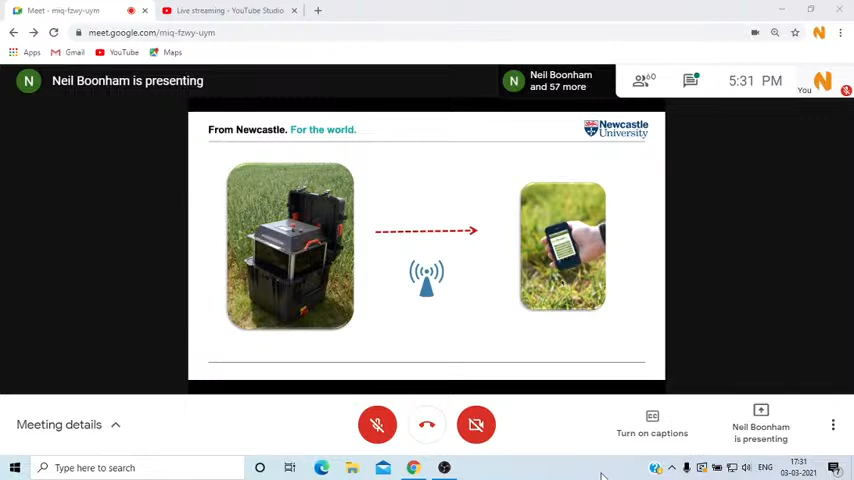 Meet - miq-fzwy-uym
Live streaming - YouTube Studio
meet.google.com/miq-fzwy-uym
Apps
Gmail
YouTube
Maps
N
Neil Boonham is presenting
N
Neil Boonham
and 57 more
60
5:31 PM
You
From Newcastle. For the world.
Newcastle
University
Meeting details
Turn on captions
Neil Boonham
is presenting
Type here to search
ENG
17:31
03-03-2021